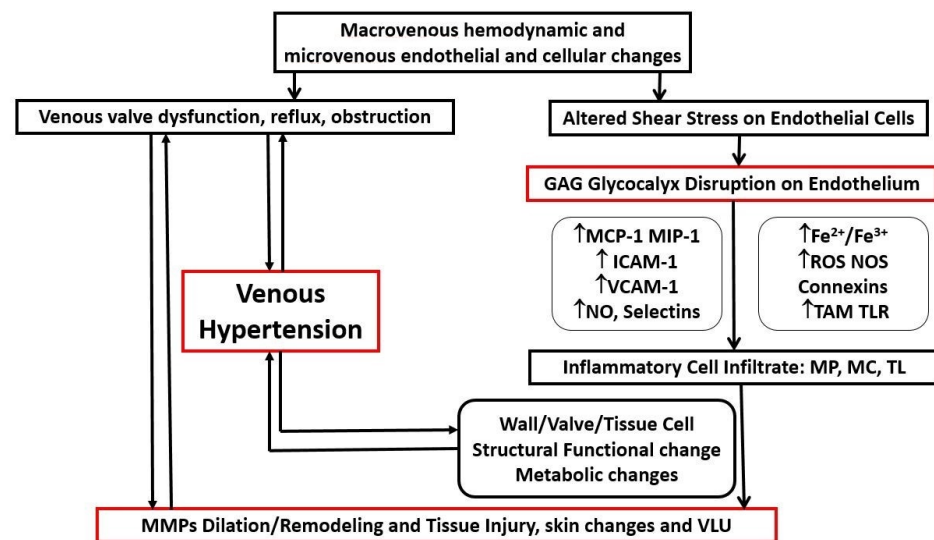 Macrovenous hemodynamic and
microvenous endothelial and cellular changes
Venous valve dysfunction, reflux, obstruction
Altered Shear Stress on Endothelial Cells
GAG Glycocalyx Disruption on Endothelium
↑MCP-1 MIP-1
↑ ICAM-1
↑VCAM-1
↑NO, Selectins
↑Fe²⁺/Fe³⁺
↑ROS NOS
Connexins
↑TAM TLR
Venous
Hypertension
Inflammatory Cell Infiltrate: MP, MC, TL
Wall/Valve/Tissue Cell
Structural Functional change
Metabolic changes
MMPs Dilation/Remodeling and Tissue Injury, skin changes and VLU